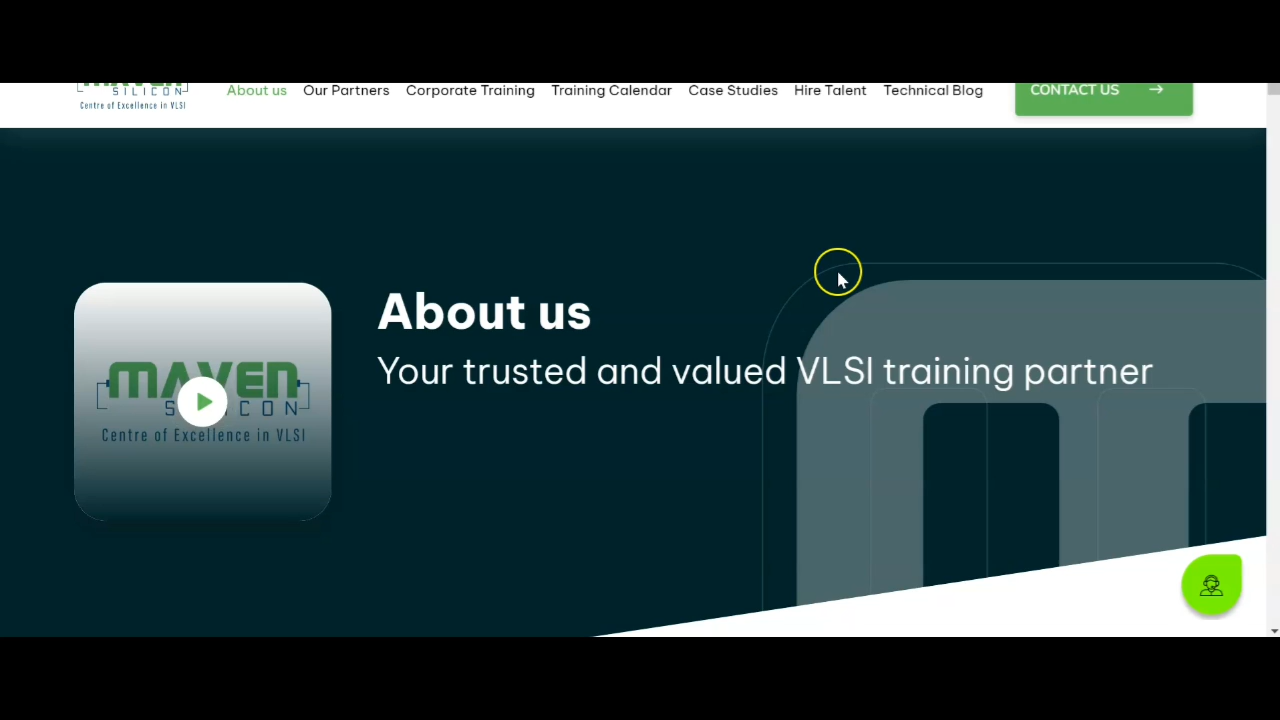 SILICON
Centre of Excellence in VLSI
About us Our Partners Corporate Training Training Calendar Case Studies Hire Talent Technical Blog CONTACT US
About us
Your trusted and valued VLSI training partner
MAVEN
Centre of Excellence in VLSI